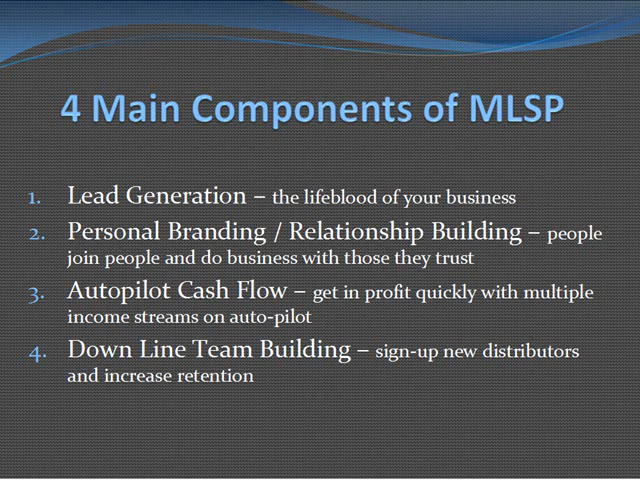 4 Main Components of MLSP
1. Lead Generation – the lifeblood of your business
2. Personal Branding / Relationship Building – people
join people and do business with those they trust
3. Autopilot Cash Flow – get in profit quickly with multiple
income streams on auto-pilot
4. Down Line Team Building – sign-up new distributors
and increase retention